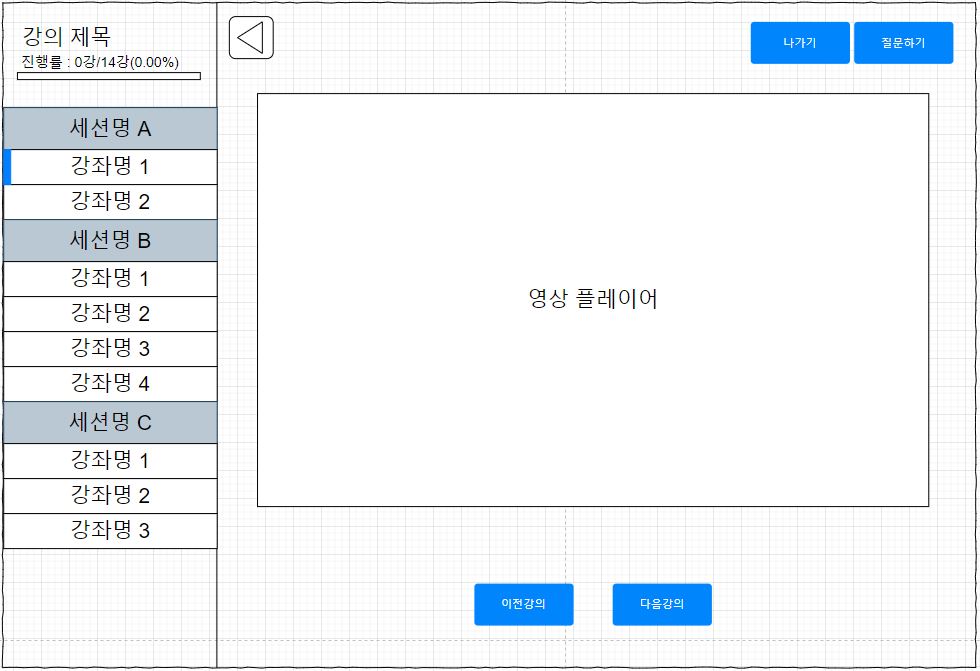 강의 제목
진행률 : 0강/14강(0.00%)
나가기
질문하기
세션명 A
강좌명 1
강좌명 2
세션명 B
강좌명 1
강좌명 2
강좌명 3
강좌명 4
세션명 C
강좌명 1
강좌명 2
강좌명 3
영상 플레이어
이전강의
다음강의